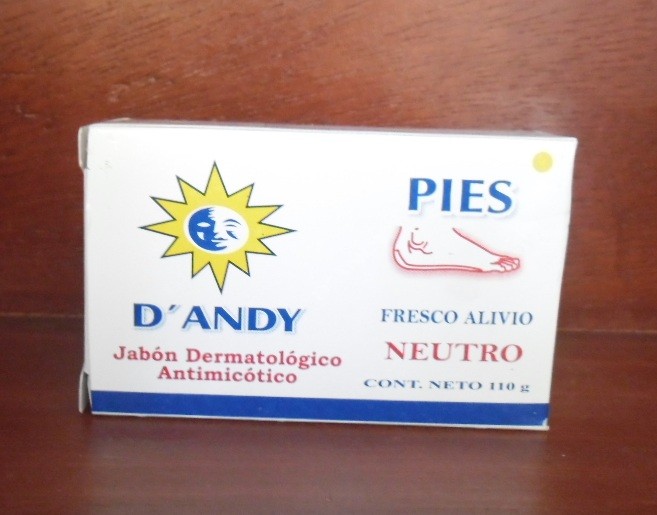 D´ANDY
Jabón Dermatológico
Antimicótico
PIES
FRESCO ALIVIO
NEUTRO
CONT. NETO 110 g